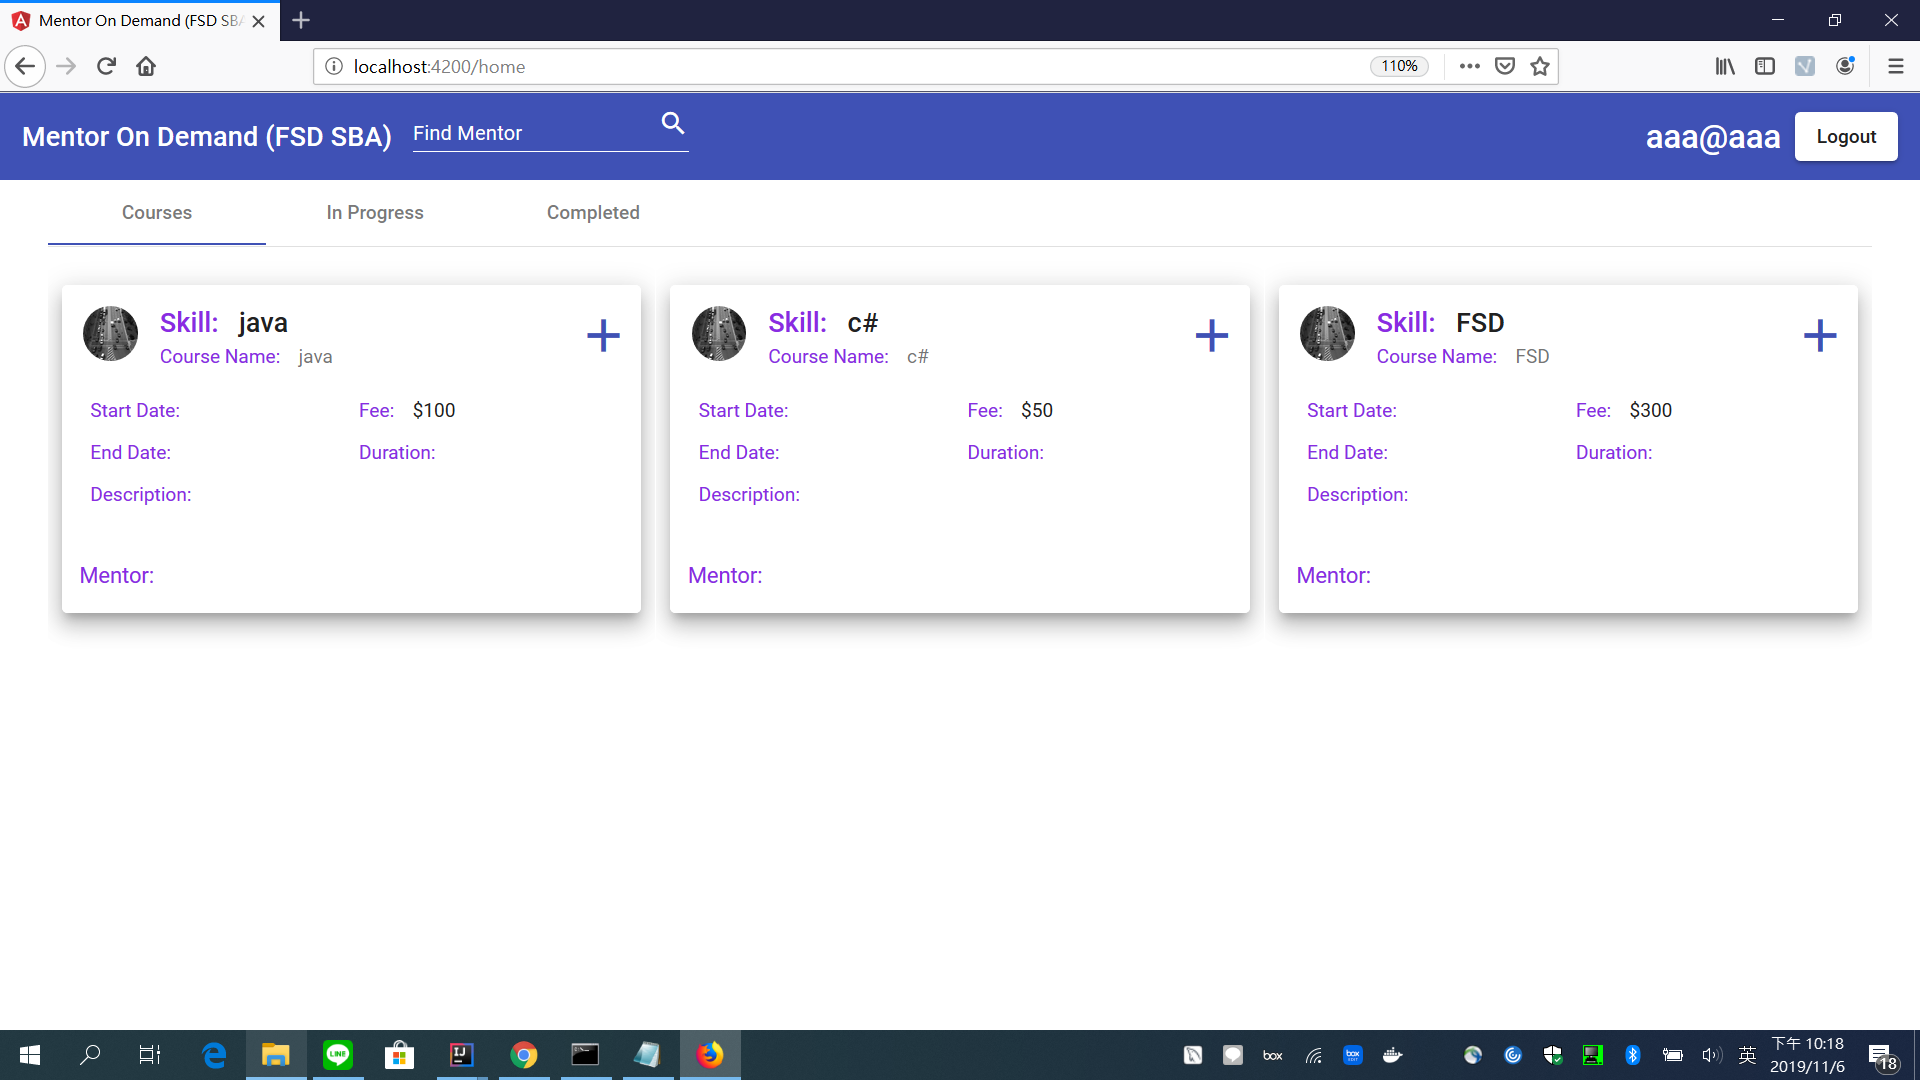 Mentor On Demand (FSD SBA
localhost:4200/home
110%
Mentor On Demand (FSD SBA)
Find Mentor
aaa@aaa
Logout
Courses
In Progress
Completed
Skill: java
Course Name: java
Start Date:
Fee: $100
End Date:
Duration:
Description:
Mentor:
Skill: c#
Course Name: c#
Start Date:
Fee: $50
End Date:
Duration:
Description:
Mentor:
Skill: FSD
Course Name: FSD
Start Date:
Fee: $300
End Date:
Duration:
Description:
Mentor:
LINE
IJ
box
box
英
下午 10:18
2019/11/6
18